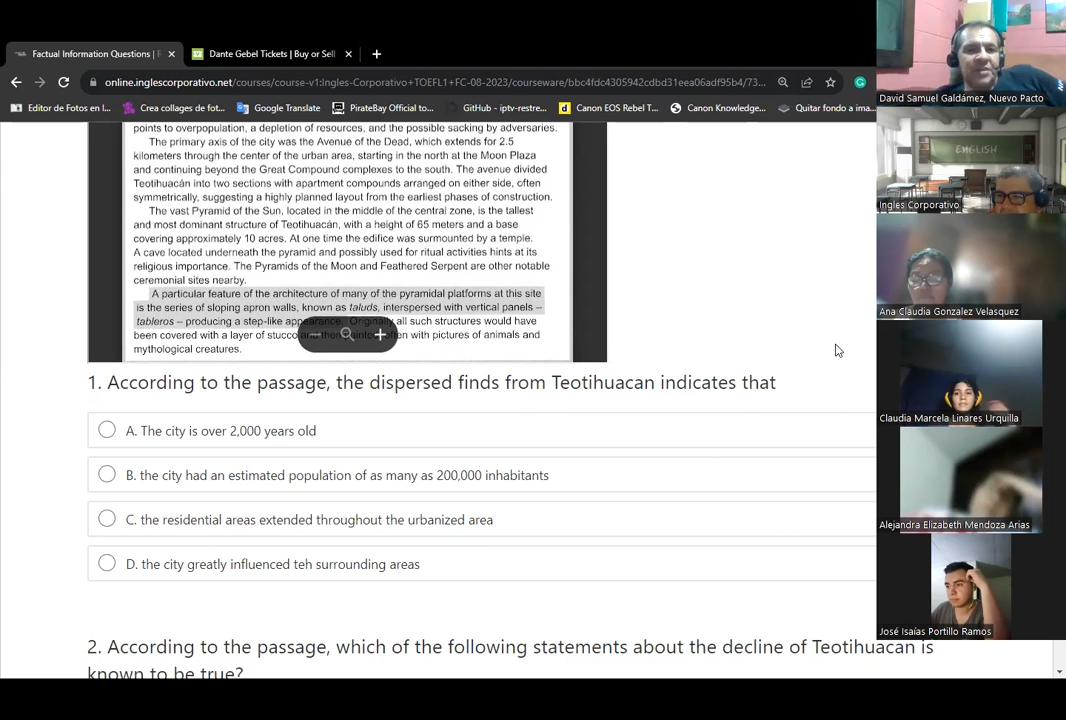 Factual Information Questions |
Dante Gebel Tickets | Buy or Sell
online.inglescorporativo.net/courses/course-v1:Ingles-Corporativo+TOEFL1+FC-08-2023/courseware/bbc4fdc4305942cdbd31eea06adf95b4/73...
Editor de Fotos en l...
Crea collages de fot...
Google Translate
PirateBay Official to...
GitHub - iptv-restre...
Canon EOS Rebel T...
Canon Knowledge...
Quitar fondo a ima...
points to overpopulation, a depletion of resources, and the possible sacking by adversaries.
The primary axis of the city was the Avenue of the Dead, which extends for 2.5
kilometers through the center of the urban area, starting in the north at the Moon Plaza
and continuing beyond the Great Compound complexes to the south. The avenue divided
Teotihuacán into two sections with apartment compounds arranged on either side, often
symmetrically, suggesting a highly planned layout from the earliest phases of construction.
The vast Pyramid of the Sun, located in the middle of the central zone, is the tallest
and most dominant structure of Teotihuacán, with a height of 65 meters and a base
covering approximately 10 acres. At one time the edifice was surmounted by a temple.
A cave located underneath the pyramid and possibly used for ritual activities hints at its
religious importance. The Pyramids of the Moon and Feathered Serpent are other notable
ceremonial sites nearby.
A particular feature of the architecture of many of the pyramidal platforms at this site
is the series of sloping apron walls, known as taluds, interspersed with vertical panels –
tableros – producing a step-like appearance. Originally all such structures would have
been covered with a layer of stucco and then painted often with pictures of animals and
mythological creatures.
1. According to the passage, the dispersed finds from Teotihuacan indicates that
A. The city is over 2,000 years old
B. the city had an estimated population of as many as 200,000 inhabitants
C. the residential areas extended throughout the urbanized area
D. the city greatly influenced teh surrounding areas
2. According to the passage, which of the following statements about the decline of Teotihuacan is
known to be true?
David Samuel Galdámez, Nuevo Pacto
ENGLISH
Ingles Corporativo
Ana Claudia Gonzalez Velasquez
Claudia Marcela Linares Urquilla
Alejandra Elizabeth Mendoza Arias
José Isaías Portillo Ramos